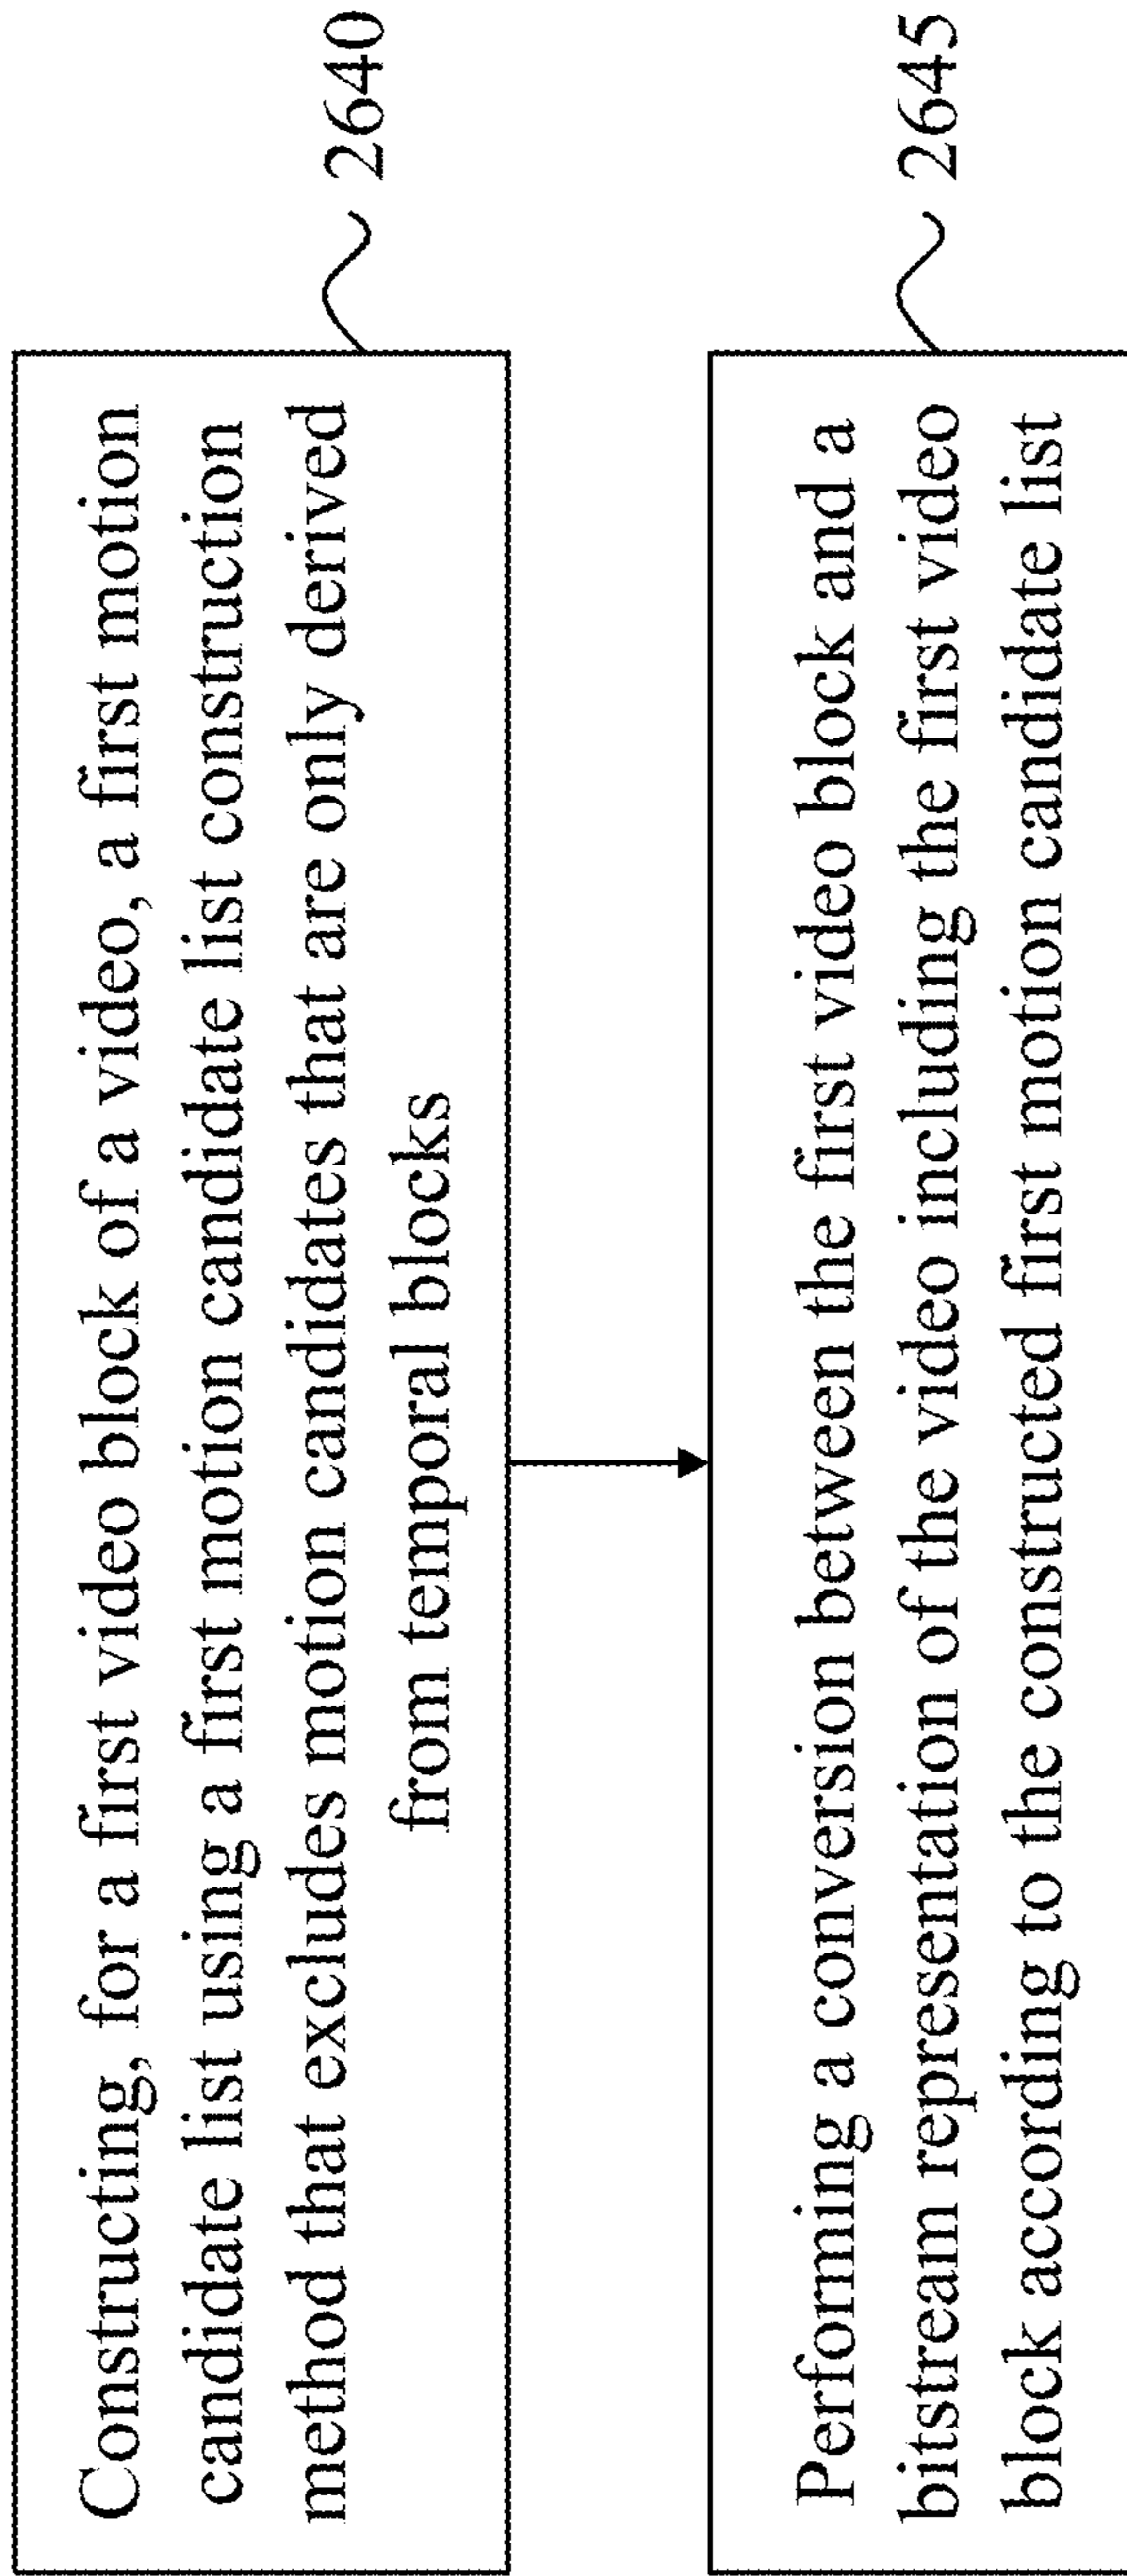 Constructing, for a first video block of a video, a first motion
candidate list using a first motion candidate list construction
method that excludes motion candidates that are only derived
from temporal blocks
2640
Performing a conversion between the first video block and a
bitstream representation of the video including the first video
block according to the constructed first motion candidate list
2645